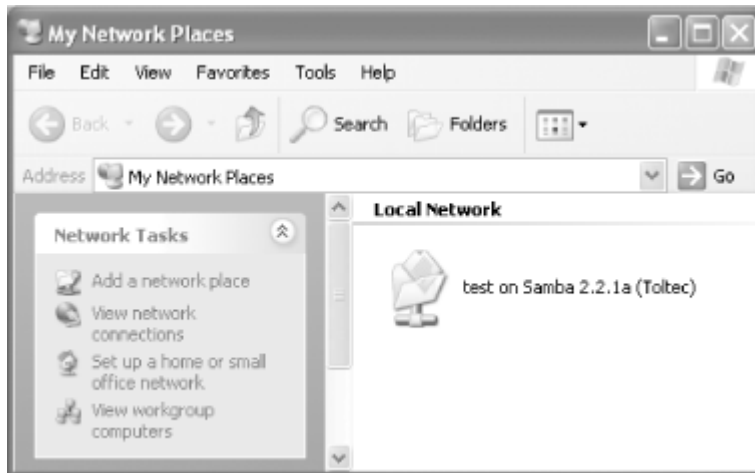 My Network Places
File Edit View Favorites Tools Help
Back Search Folders
Address My Network Places Go
Network Tasks
Add a network place
View network
connections
Set up a home or small
office network
View workgroup
computers
Local Network
test on Samba 2.2.1a (Toltec)